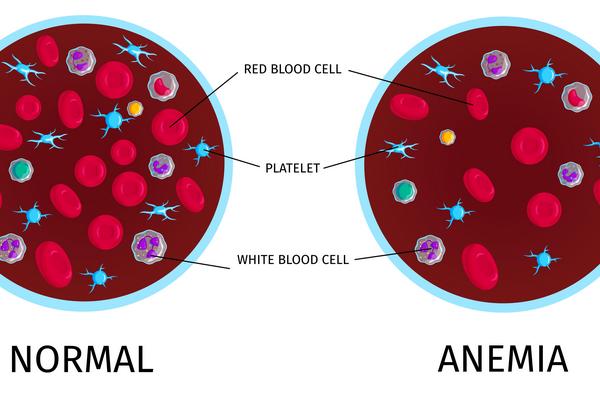 RED BLOOD CELL
PLATELET
WHITE BLOOD CELL
NORMAL
ANEMIA